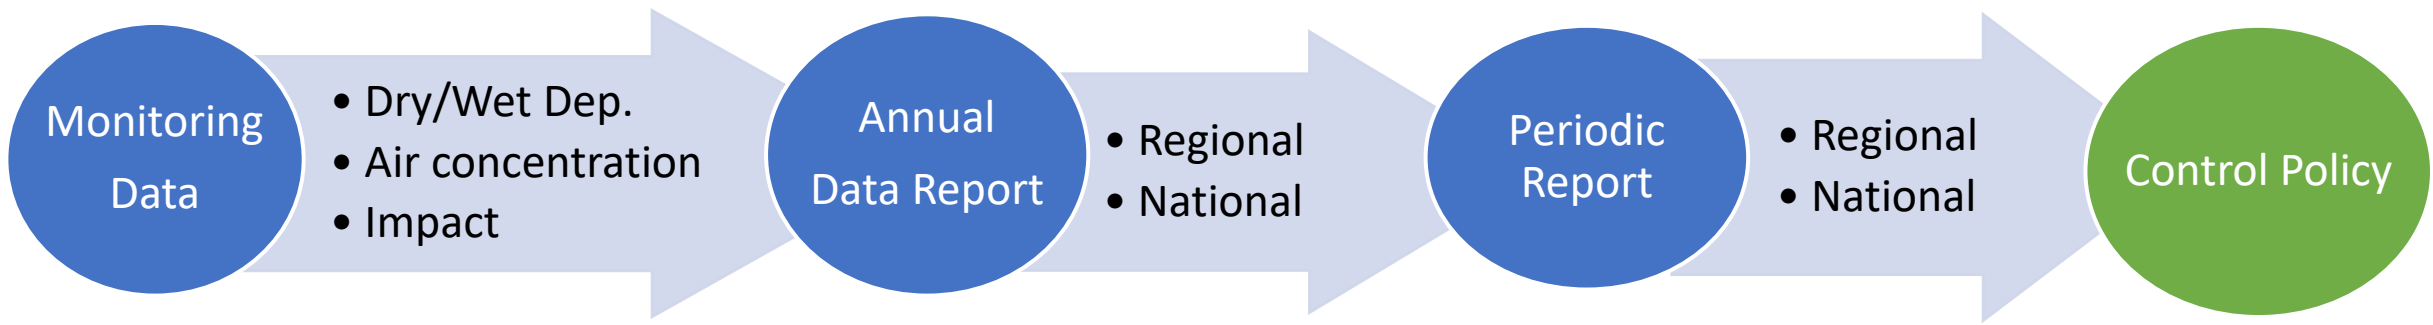 Monitoring
Data
• Dry/Wet Dep.
• Air concentration
• Impact
Annual
Data Report
• Regional
• National
Periodic
Report
• Regional
• National
Control Policy